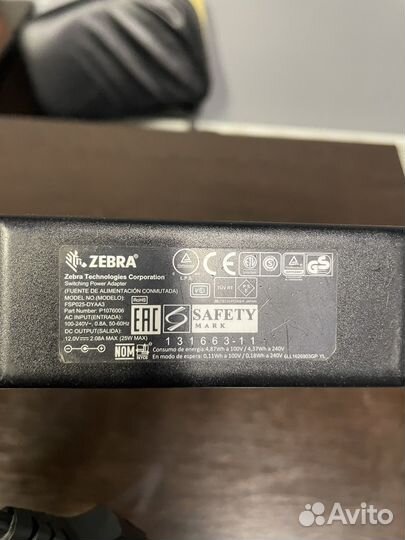 ZEBRA
Zebra Technologies Corporation
Switching Power Adapter
(FUENTE DE ALIMENTACIÓN CONMUTADA)
MODEL NO.(MODELO):
FSP025-DYAA3
Part Number: P1076006
AC INPUT(ENTRADA):
100-240V~, 0.8A, 50-60Hz
DC OUTPUT(SALIDA):
12.0V 2.08A MAX (25W MAX)
RoHS
EAC
SAFETY
MARK
131663-11
NOM
NYCE
Consumo de energía: 4,87Wh a 100V / 4,37Wh a 240V
en espera: 0,11Wh a 100V / 0,18Wh a 240V
Avito